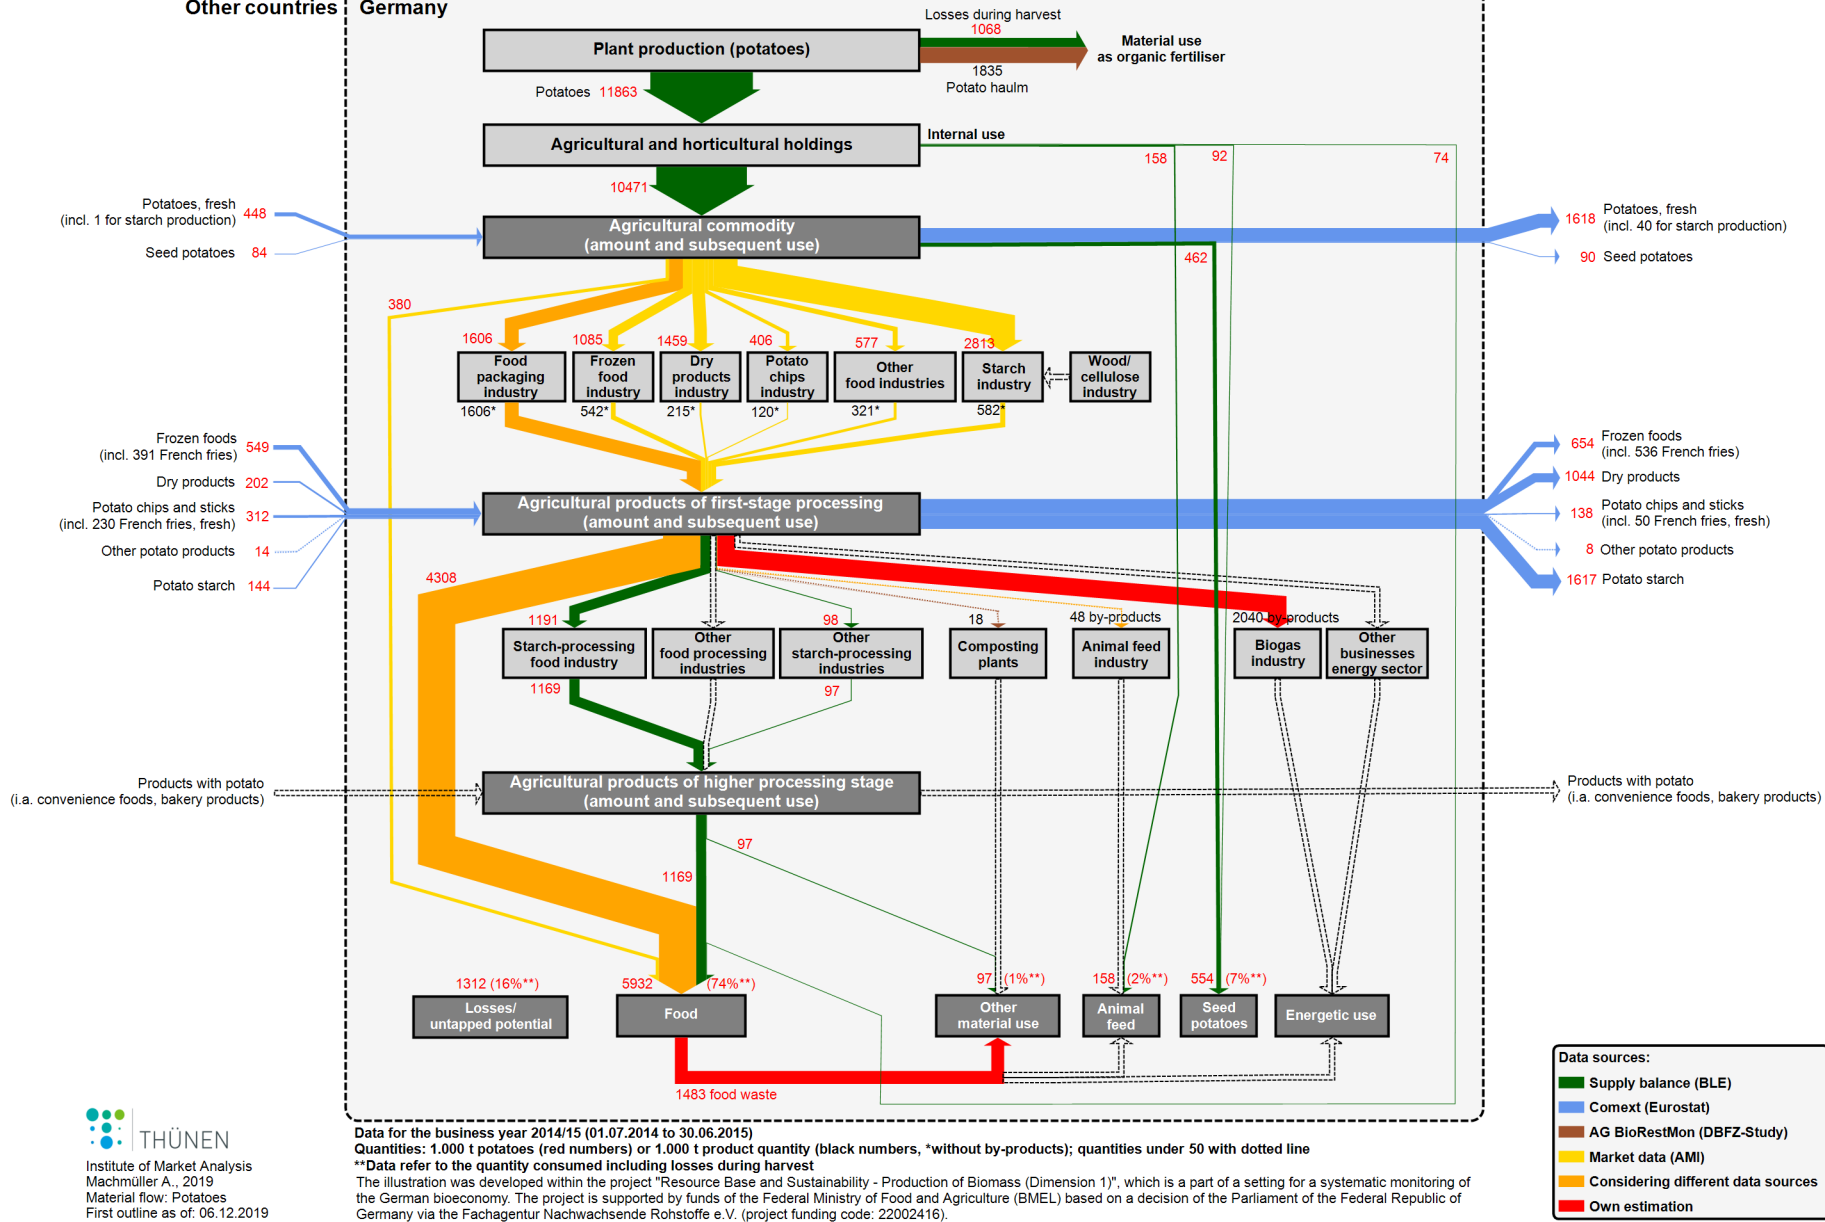 Other countries
Germany
Losses during harvest
1068
Plant production (potatoes)
Material use
as organic fertiliser
1835
Potato haulm
Potatoes 11863
Internal use
Agricultural and horticultural holdings
158
92
74
10471
Potatoes, fresh
(incl. 1 for starch production) 448
Seed potatoes 84
Agricultural commodity
(amount and subsequent use)
1618 Potatoes, fresh
(incl. 40 for starch production)
462
90 Seed potatoes
380
1606
1085
1459
406
577
2813
Food
packaging
industry
Frozen
food
industry
Dry
products
industry
Potato
chips
industry
Other
food industries
Starch
industry
Wood/
cellulose
industry
1606*
542*
215*
120*
321*
582*
Frozen foods
(incl. 391 French fries) 549
Dry products 202
Potato chips and sticks
(incl. 230 French fries, fresh) 312
Other potato products 14
Potato starch 144
Agricultural products of first-stage processing
(amount and subsequent use)
654 Frozen foods
(incl. 536 French fries)
1044 Dry products
138 Potato chips and sticks
(incl. 50 French fries, fresh)
8 Other potato products
1617 Potato starch
4308
1191
98
18
48 by-products
2040 by-products
Starch-processing
food industry
Other
food processing
industries
Other
starch-processing
industries
Composting
plants
Animal feed
industry
Biogas
industry
Other
businesses
energy sector
1169
97
Products with potato
(i.a. convenience foods, bakery products)
Agricultural products of higher processing stage
(amount and subsequent use)
Products with potato
(i.a. convenience foods, bakery products)
97
1169
1312 (16%**)
5932 (74%**)
97 (1%**)
158 (2%**)
554 (7%**)
Losses/
untapped potential
Food
Other
material use
Animal
feed
Seed
potatoes
Energetic use
1483 food waste
Data sources:
Supply balance (BLE)
Comext (Eurostat)
AG BioRestMon (DBFZ-Study)
Market data (AMI)
Considering different data sources
Own estimation
THÜNEN
Institute of Market Analysis
Machmüller A., 2019
Material flow: Potatoes
First outline as of: 06.12.2019
Data for the business year 2014/15 (01.07.2014 to 30.06.2015)
Quantities: 1.000 t potatoes (red numbers) or 1.000 t product quantity (black numbers, *without by-products); quantities under 50 with dotted line
**Data refer to the quantity consumed including losses during harvest
The illustration was developed within the project "Resource Base and Sustainability - Production of Biomass (Dimension 1)", which is a part of a setting for a systematic monitoring of
the German bioeconomy. The project is supported by funds of the Federal Ministry of Food and Agriculture (BMEL) based on a decision of the Parliament of the Federal Republic of
Germany via the Fachagentur Nachwachsende Rohstoffe e.V. (project funding code: 22002416).